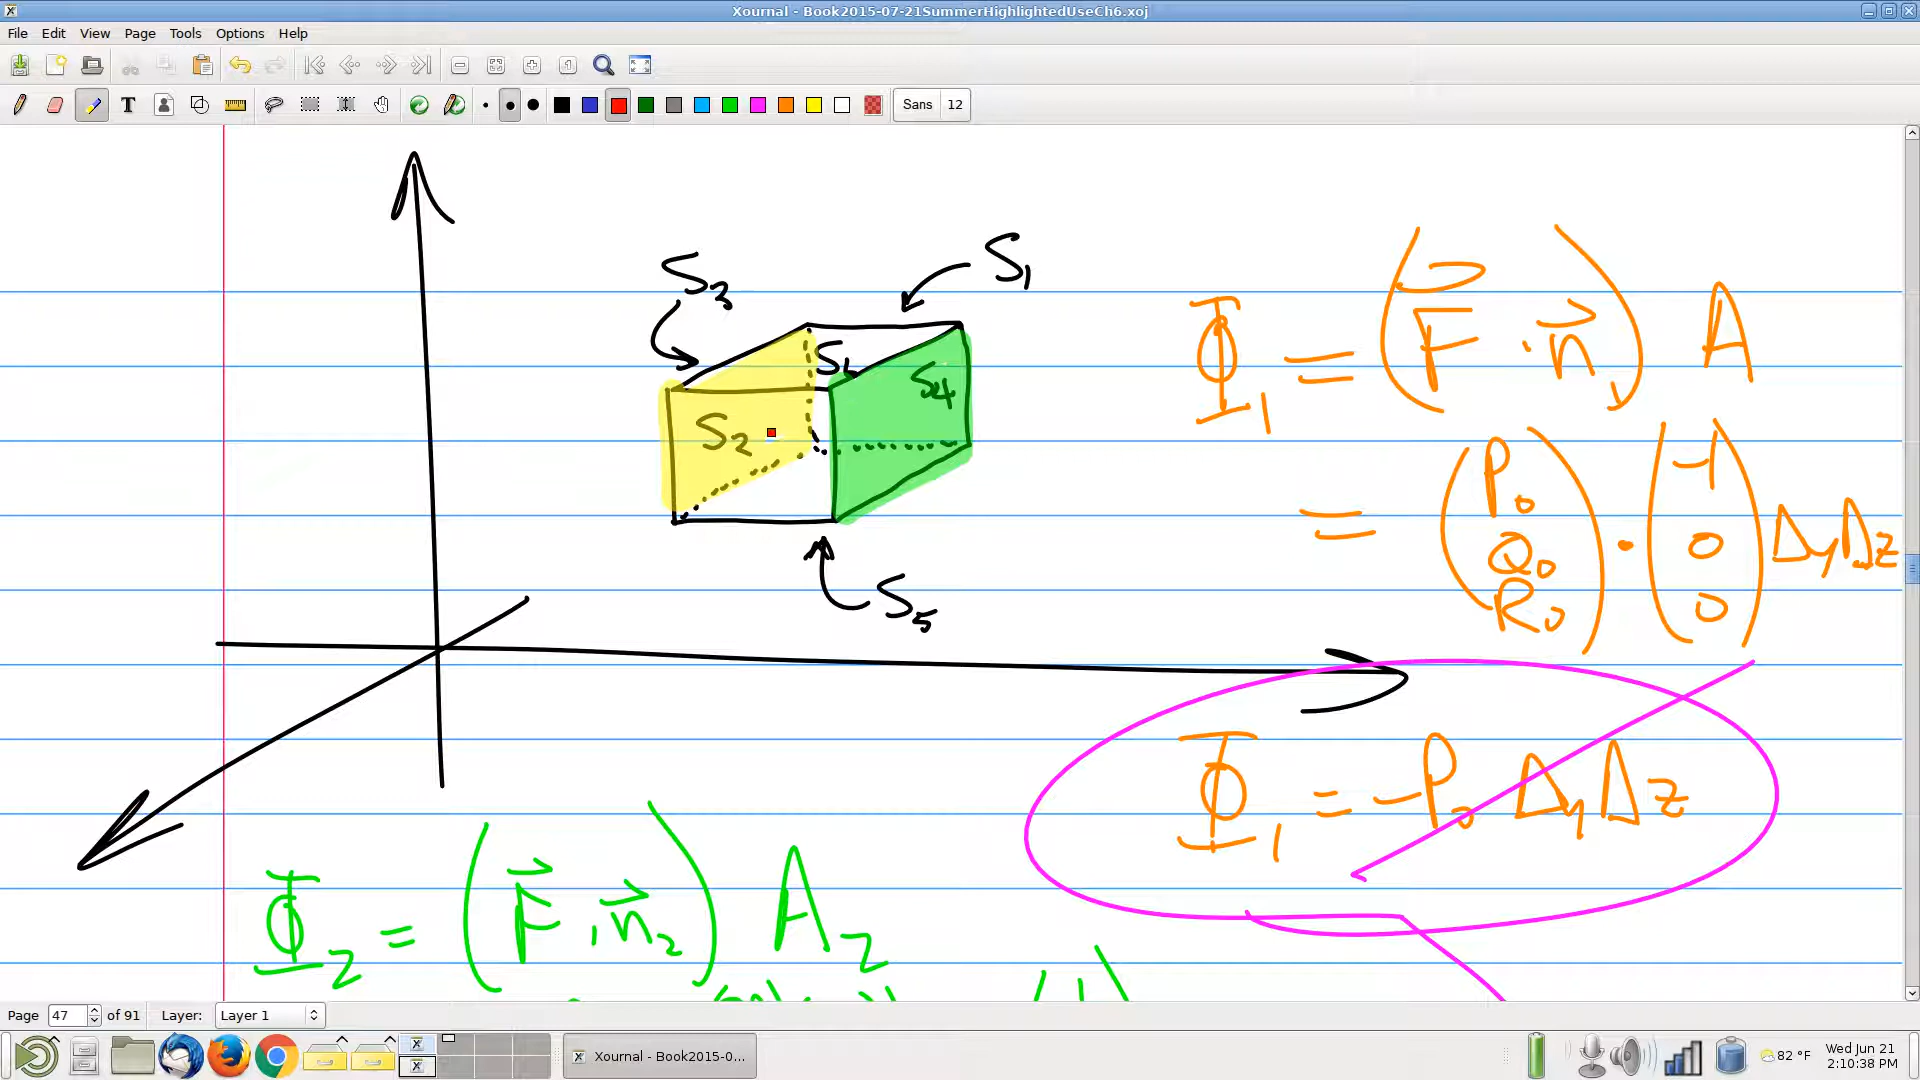 Xournal - Book2015-07-21SummerHighlightedUseCh6.xoj
File Edit View Page Tools Options Help
Sans 12
S₃
S₁
S₆
S₄
S₂
S₅
Φ₁ = (F⃗ · n⃗) A
= (P₀ Q₀ R₀) · (-1 0 0) ΔyΔz
Φ₁ = -P₀ ΔyΔz
Φ₂ = (F⃗ · n⃗₂) A₂
Page 47 of 91 Layer: Layer 1
Xournal - Book2015-0...
82 °F
Wed Jun 21
2:10:38 PM